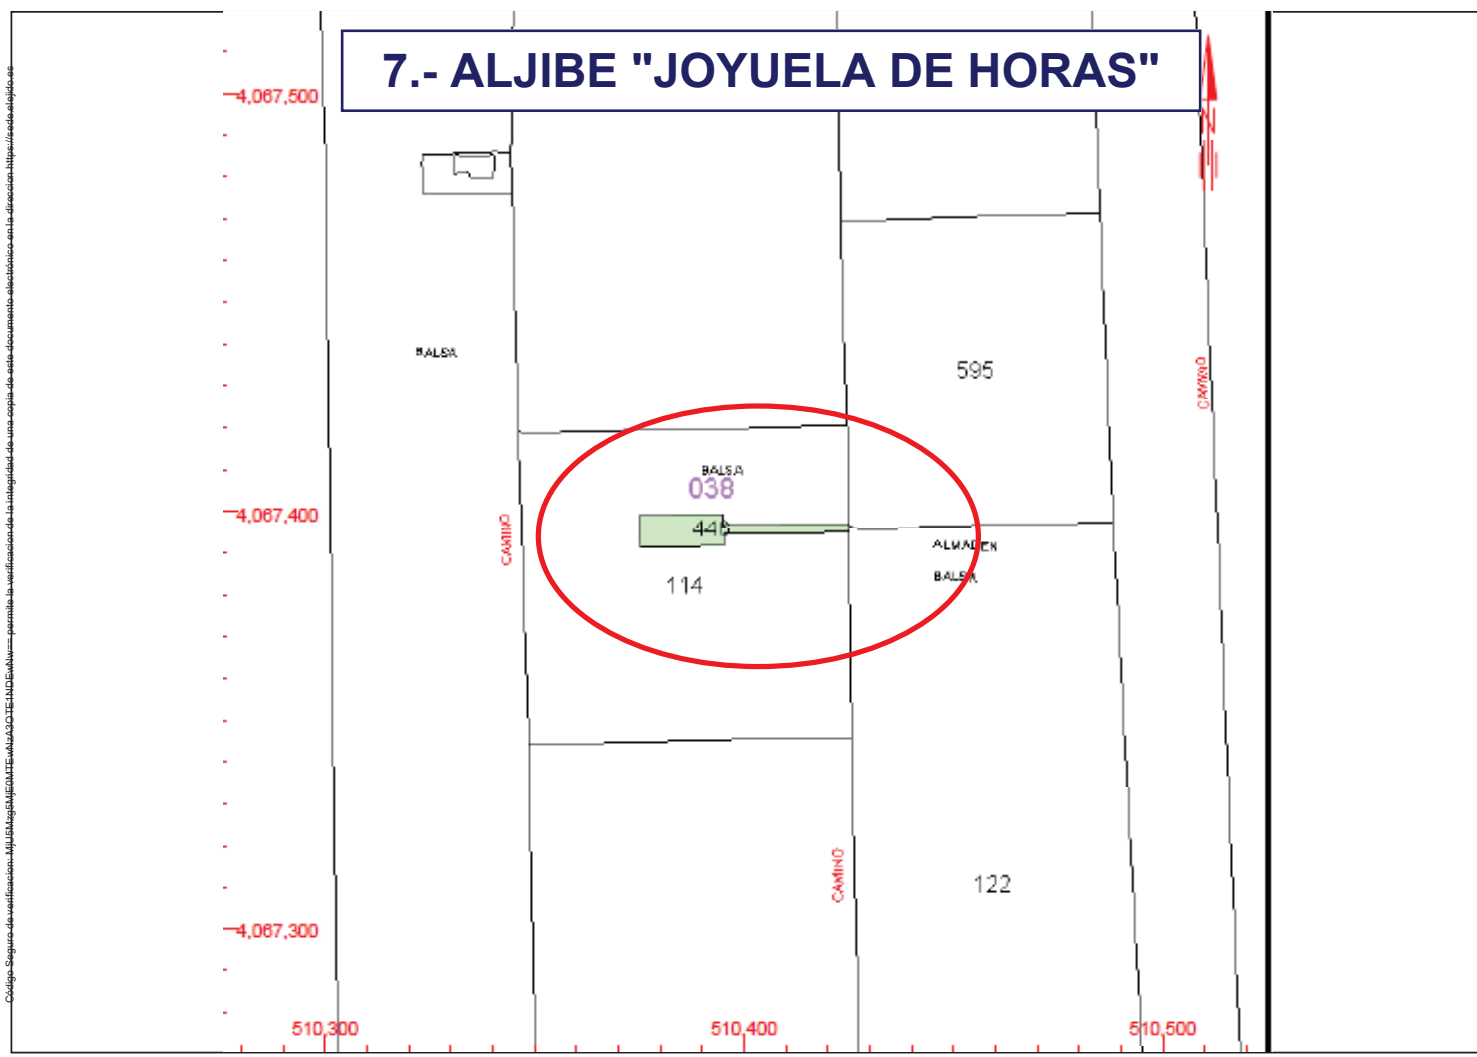 7.- ALJIBE "JOYUELA DE HORAS"
4,067,500
N
BALSA
595
CAMINO
BALSA
038
4,067,400
CAMINO
ALMACEN
BALSA
114
CAMINO
122
4,067,300
510,300
510,400
510,500